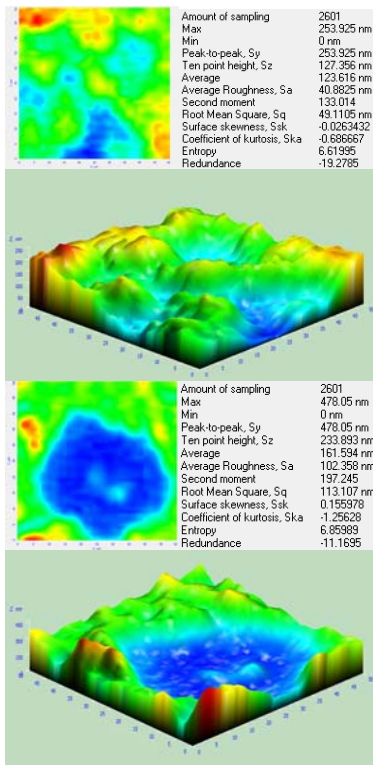 Amount of sampling 2601
Max 253.925 nm
Min 0 nm
Peak-to-peak, Sy 253.925 nm
Ten point height, Sz 127.356 nm
Average 123.616 nm
Average Roughness, Sa 40.8825 nm
Second moment 133.014
Root Mean Square, Sq 49.1105 nm
Surface skewness, Ssk -0.0263432
Coefficient of kurtosis, Ska -0.686667
Entropy 6.61995
Redundance -19.2785
Amount of sampling 2601
Max 478.05 nm
Min 0 nm
Peak-to-peak, Sy 478.05 nm
Ten point height, Sz 233.893 nm
Average 161.594 nm
Average Roughness, Sa 102.358 nm
Second moment 197.245
Root Mean Square, Sq 113.107 nm
Surface skewness, Ssk 0.155978
Coefficient of kurtosis, Ska -1.25628
Entropy 6.85989
Redundance -11.1695